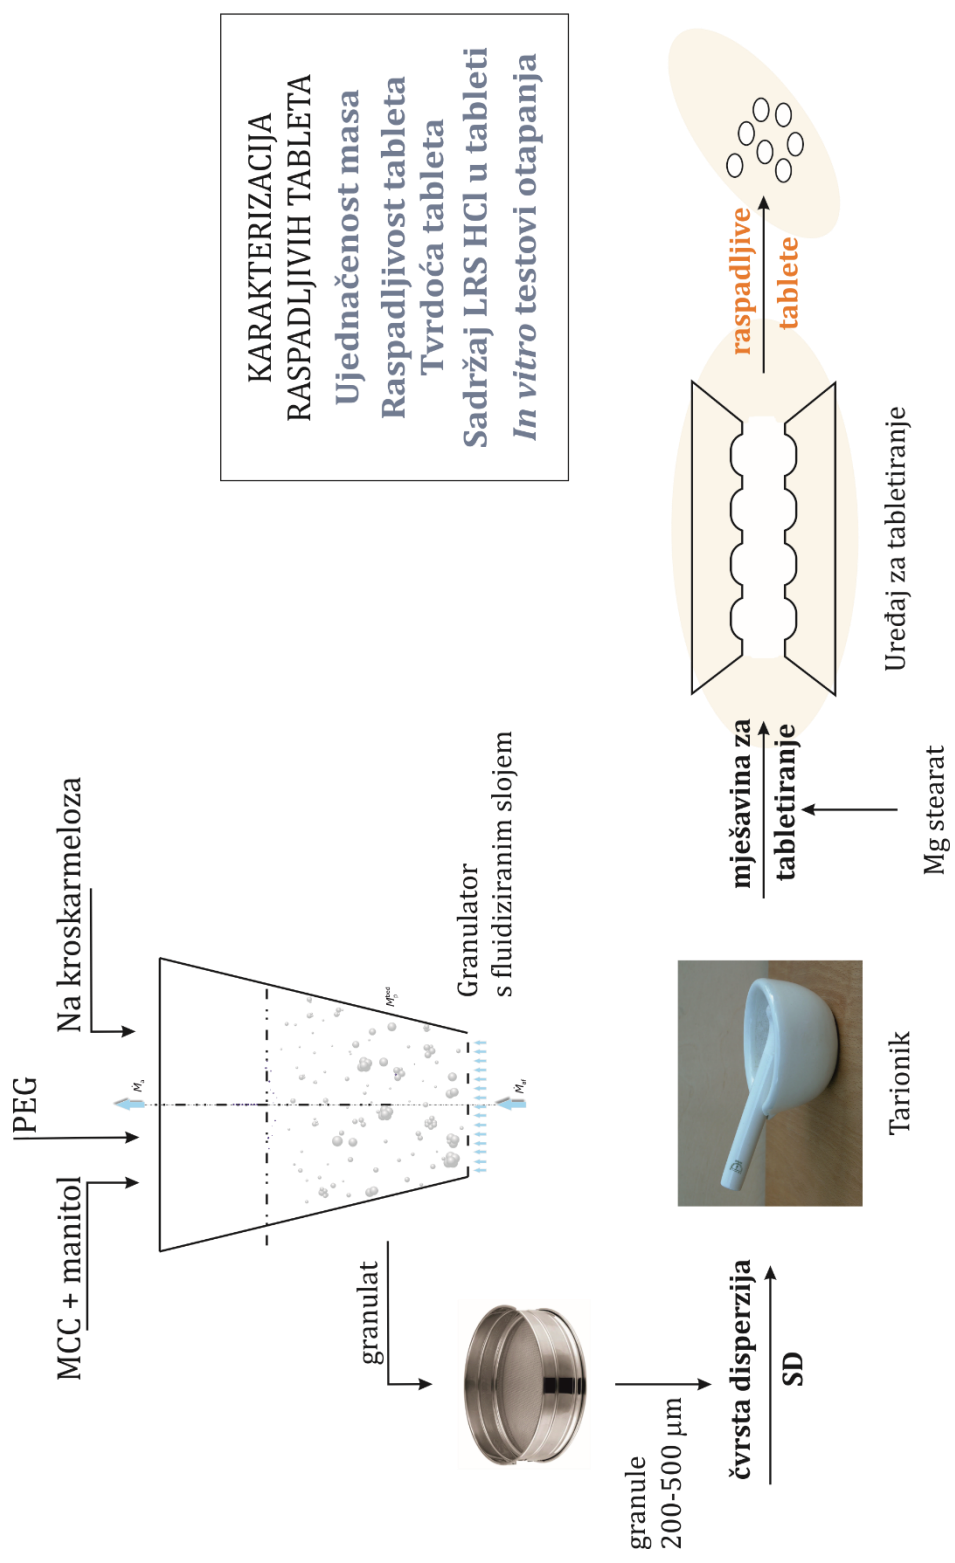 MCC + manitol
PEG
Na kroskarmeloza
Granulator
s fluidiziranim slojem
granulat
granule
200-500 μm
čvrsta disperzija
SD
Tarionik
mješavina za
tabletiranje
Mg stearat
Uređaj za tabletiranje
raspadljive
tablete
KARAKTERIZACIJA
RASPADLJIVIH TABLETA
Ujednačenost masa
Raspadljivost tableta
Tvrdoća tableta
Sadržaj LRS HCl u tableti
In vitro testovi otapanja